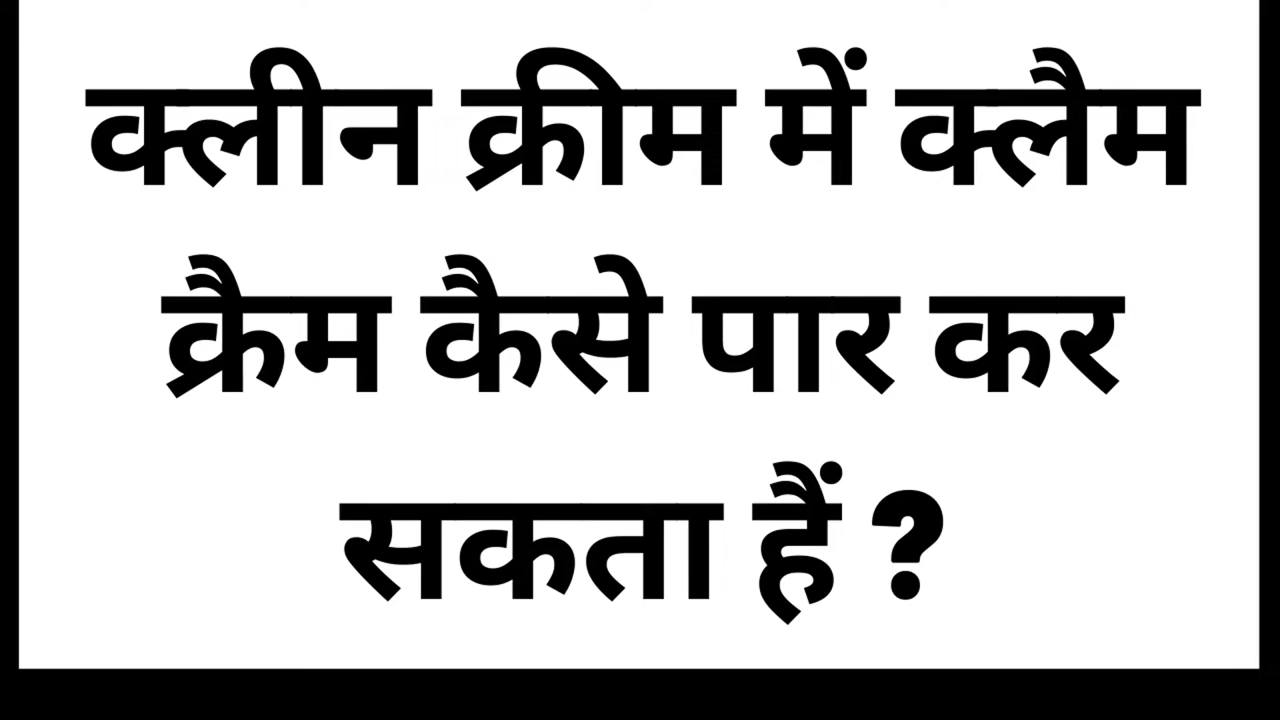 क्लीन क्रीम में क्लैम
क्रैम कैसे पार कर
सकता हैं ?